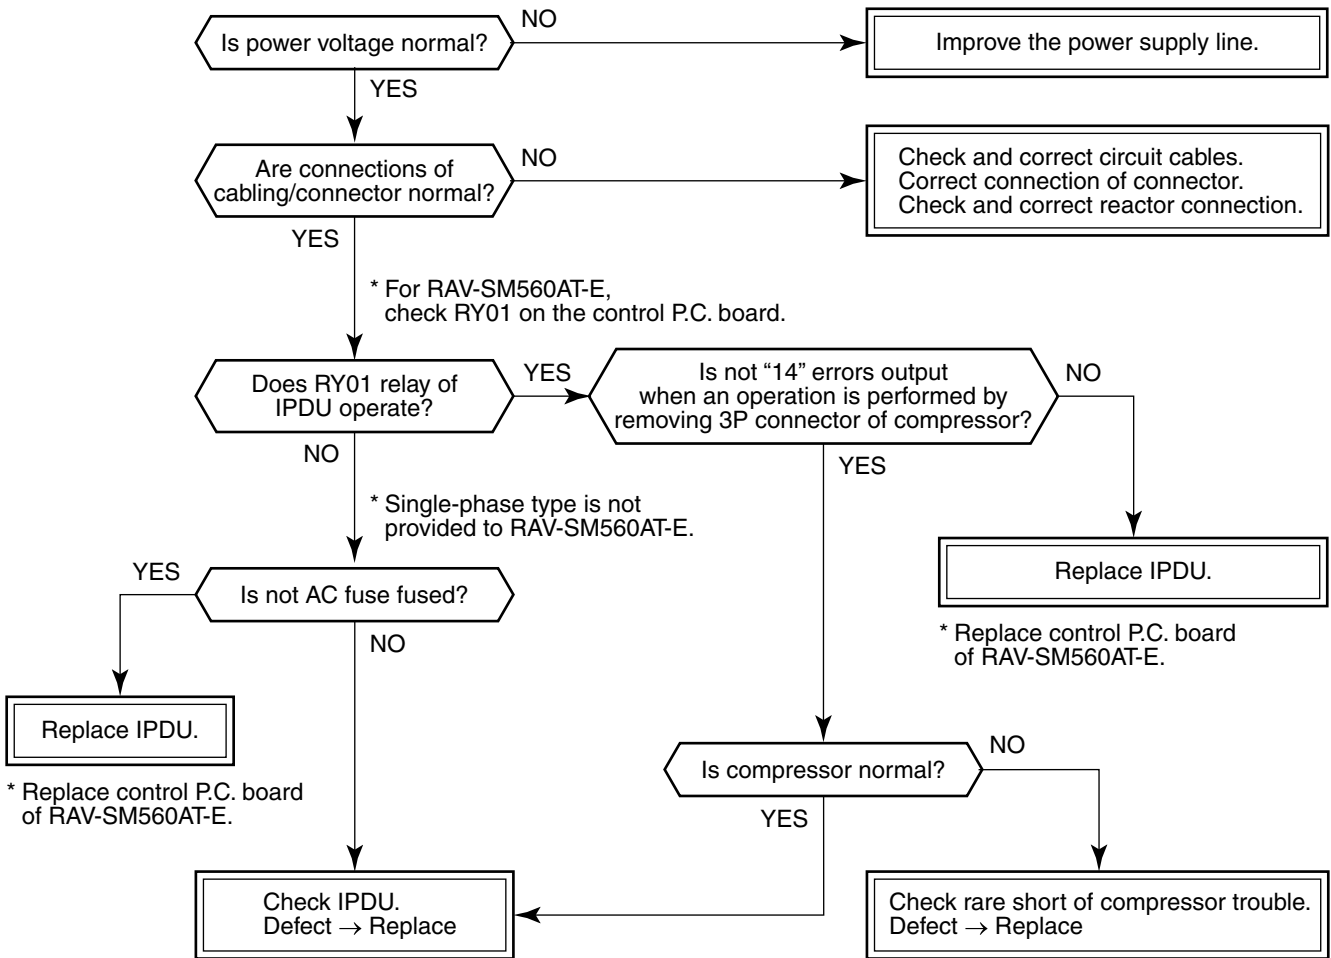 Is power voltage normal?
NO
Improve the power supply line.
YES
Are connections of
cabling/connector normal?
NO
Check and correct circuit cables.
Correct connection of connector.
Check and correct reactor connection.
YES
* For RAV-SM560AT-E,
check RY01 on the control P.C. board.
Does RY01 relay of
IPDU operate?
YES
Is not “14” errors output
when an operation is performed by
removing 3P connector of compressor?
NO
NO
YES
* Single-phase type is not
provided to RAV-SM560AT-E.
Replace IPDU.
* Replace control P.C. board
of RAV-SM560AT-E.
YES
Is not AC fuse fused?
NO
Replace IPDU.
* Replace control P.C. board
of RAV-SM560AT-E.
Is compressor normal?
NO
YES
Check IPDU.
Defect → Replace
Check rare short of compressor trouble.
Defect → Replace